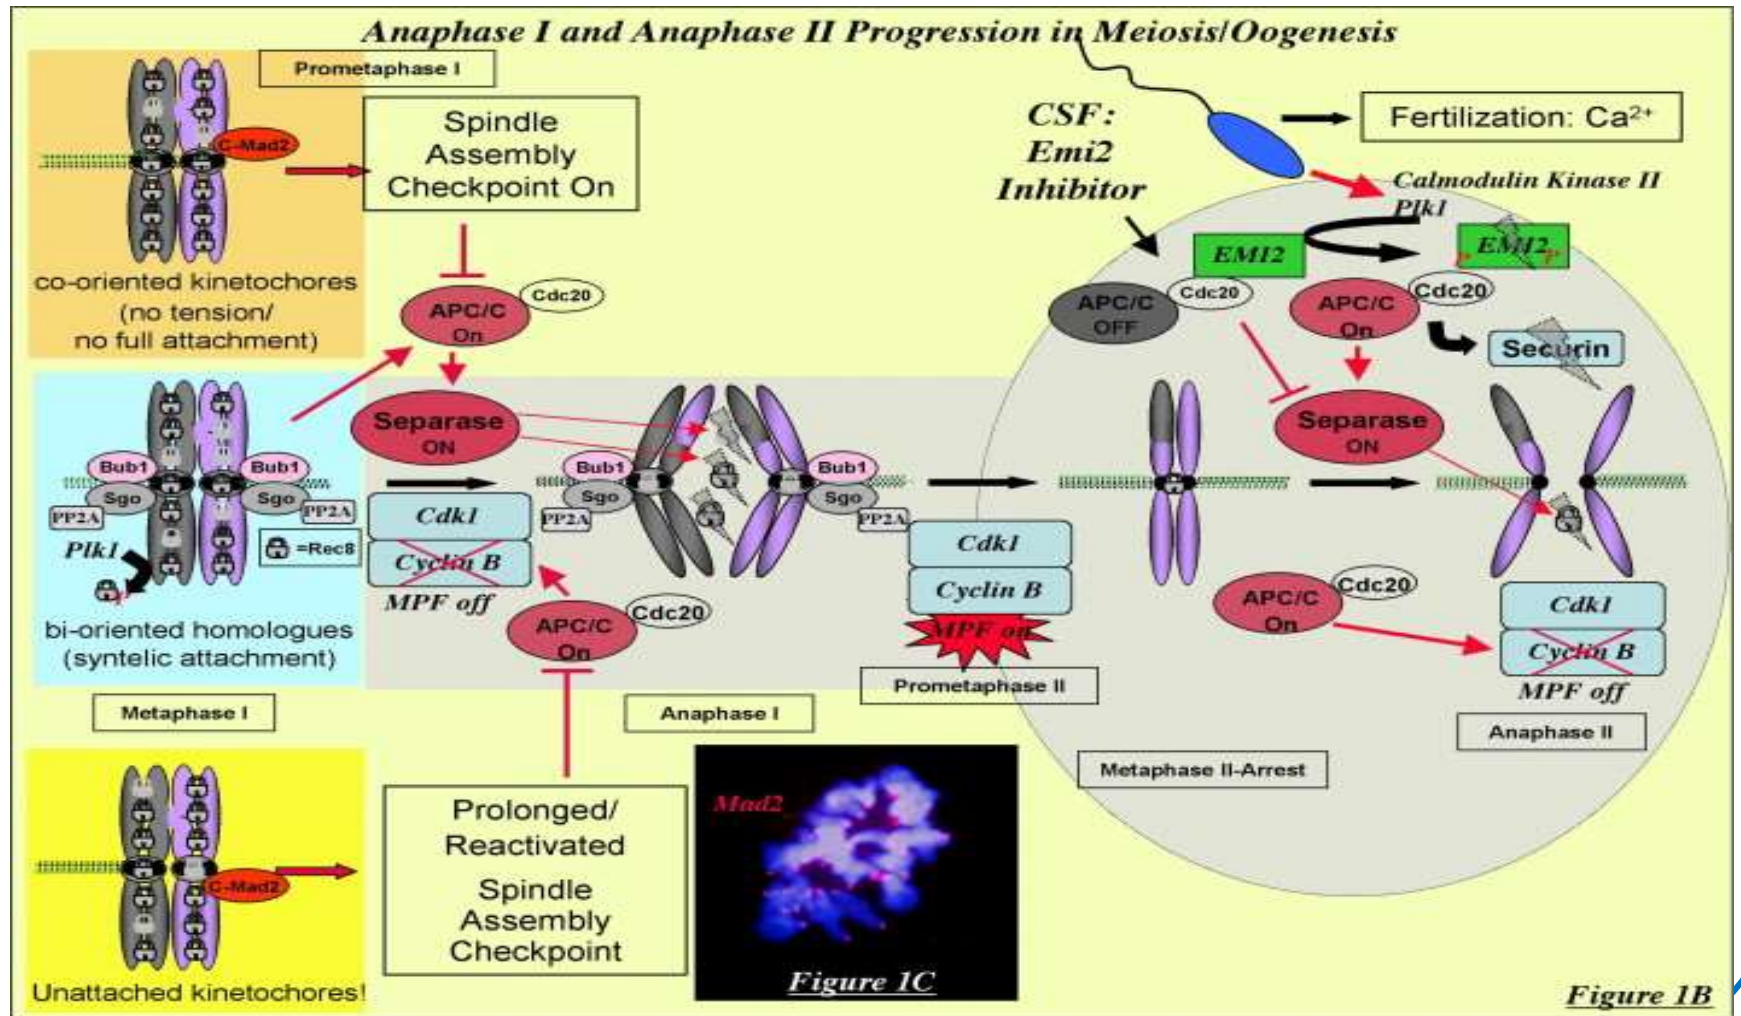 Anaphase I and Anaphase II Progression in Meiosis/Oogenesis
Prometaphase I
Spindle
Assembly
Checkpoint On
C-Mad2
co-oriented kinetochores
(no tension/
no full attachment)
APC/C
On
Cdc20
Separase
ON
Bub1
Sgo
PP2A
Bub1
Sgo
PP2A
Plk1
P
=Rec8
bi-oriented homologues
(syntelic attachment)
Metaphase I
Cdk1
Cyclin B
MPF off
APC/C
On
Cdc20
Bub1
Sgo
PP2A
Bub1
Sgo
PP2A
Anaphase I
Cdk1
Cyclin B
MPF on
Prometaphase II
CSF:
Emi2
Inhibitor
Fertilization: Ca2+
Calmodulin Kinase II
Plk1
EMI2
EMI2
P
P
APC/C
OFF
Cdc20
APC/C
On
Cdc20
Securin
Separase
ON
APC/C
On
Cdc20
Cdk1
Cyclin B
MPF off
Anaphase II
Metaphase II-Arrest
C-Mad2
Unattached kinetochores!
Prolonged/
Reactivated
Spindle
Assembly
Checkpoint
Mad2
Figure 1C
Figure 1B